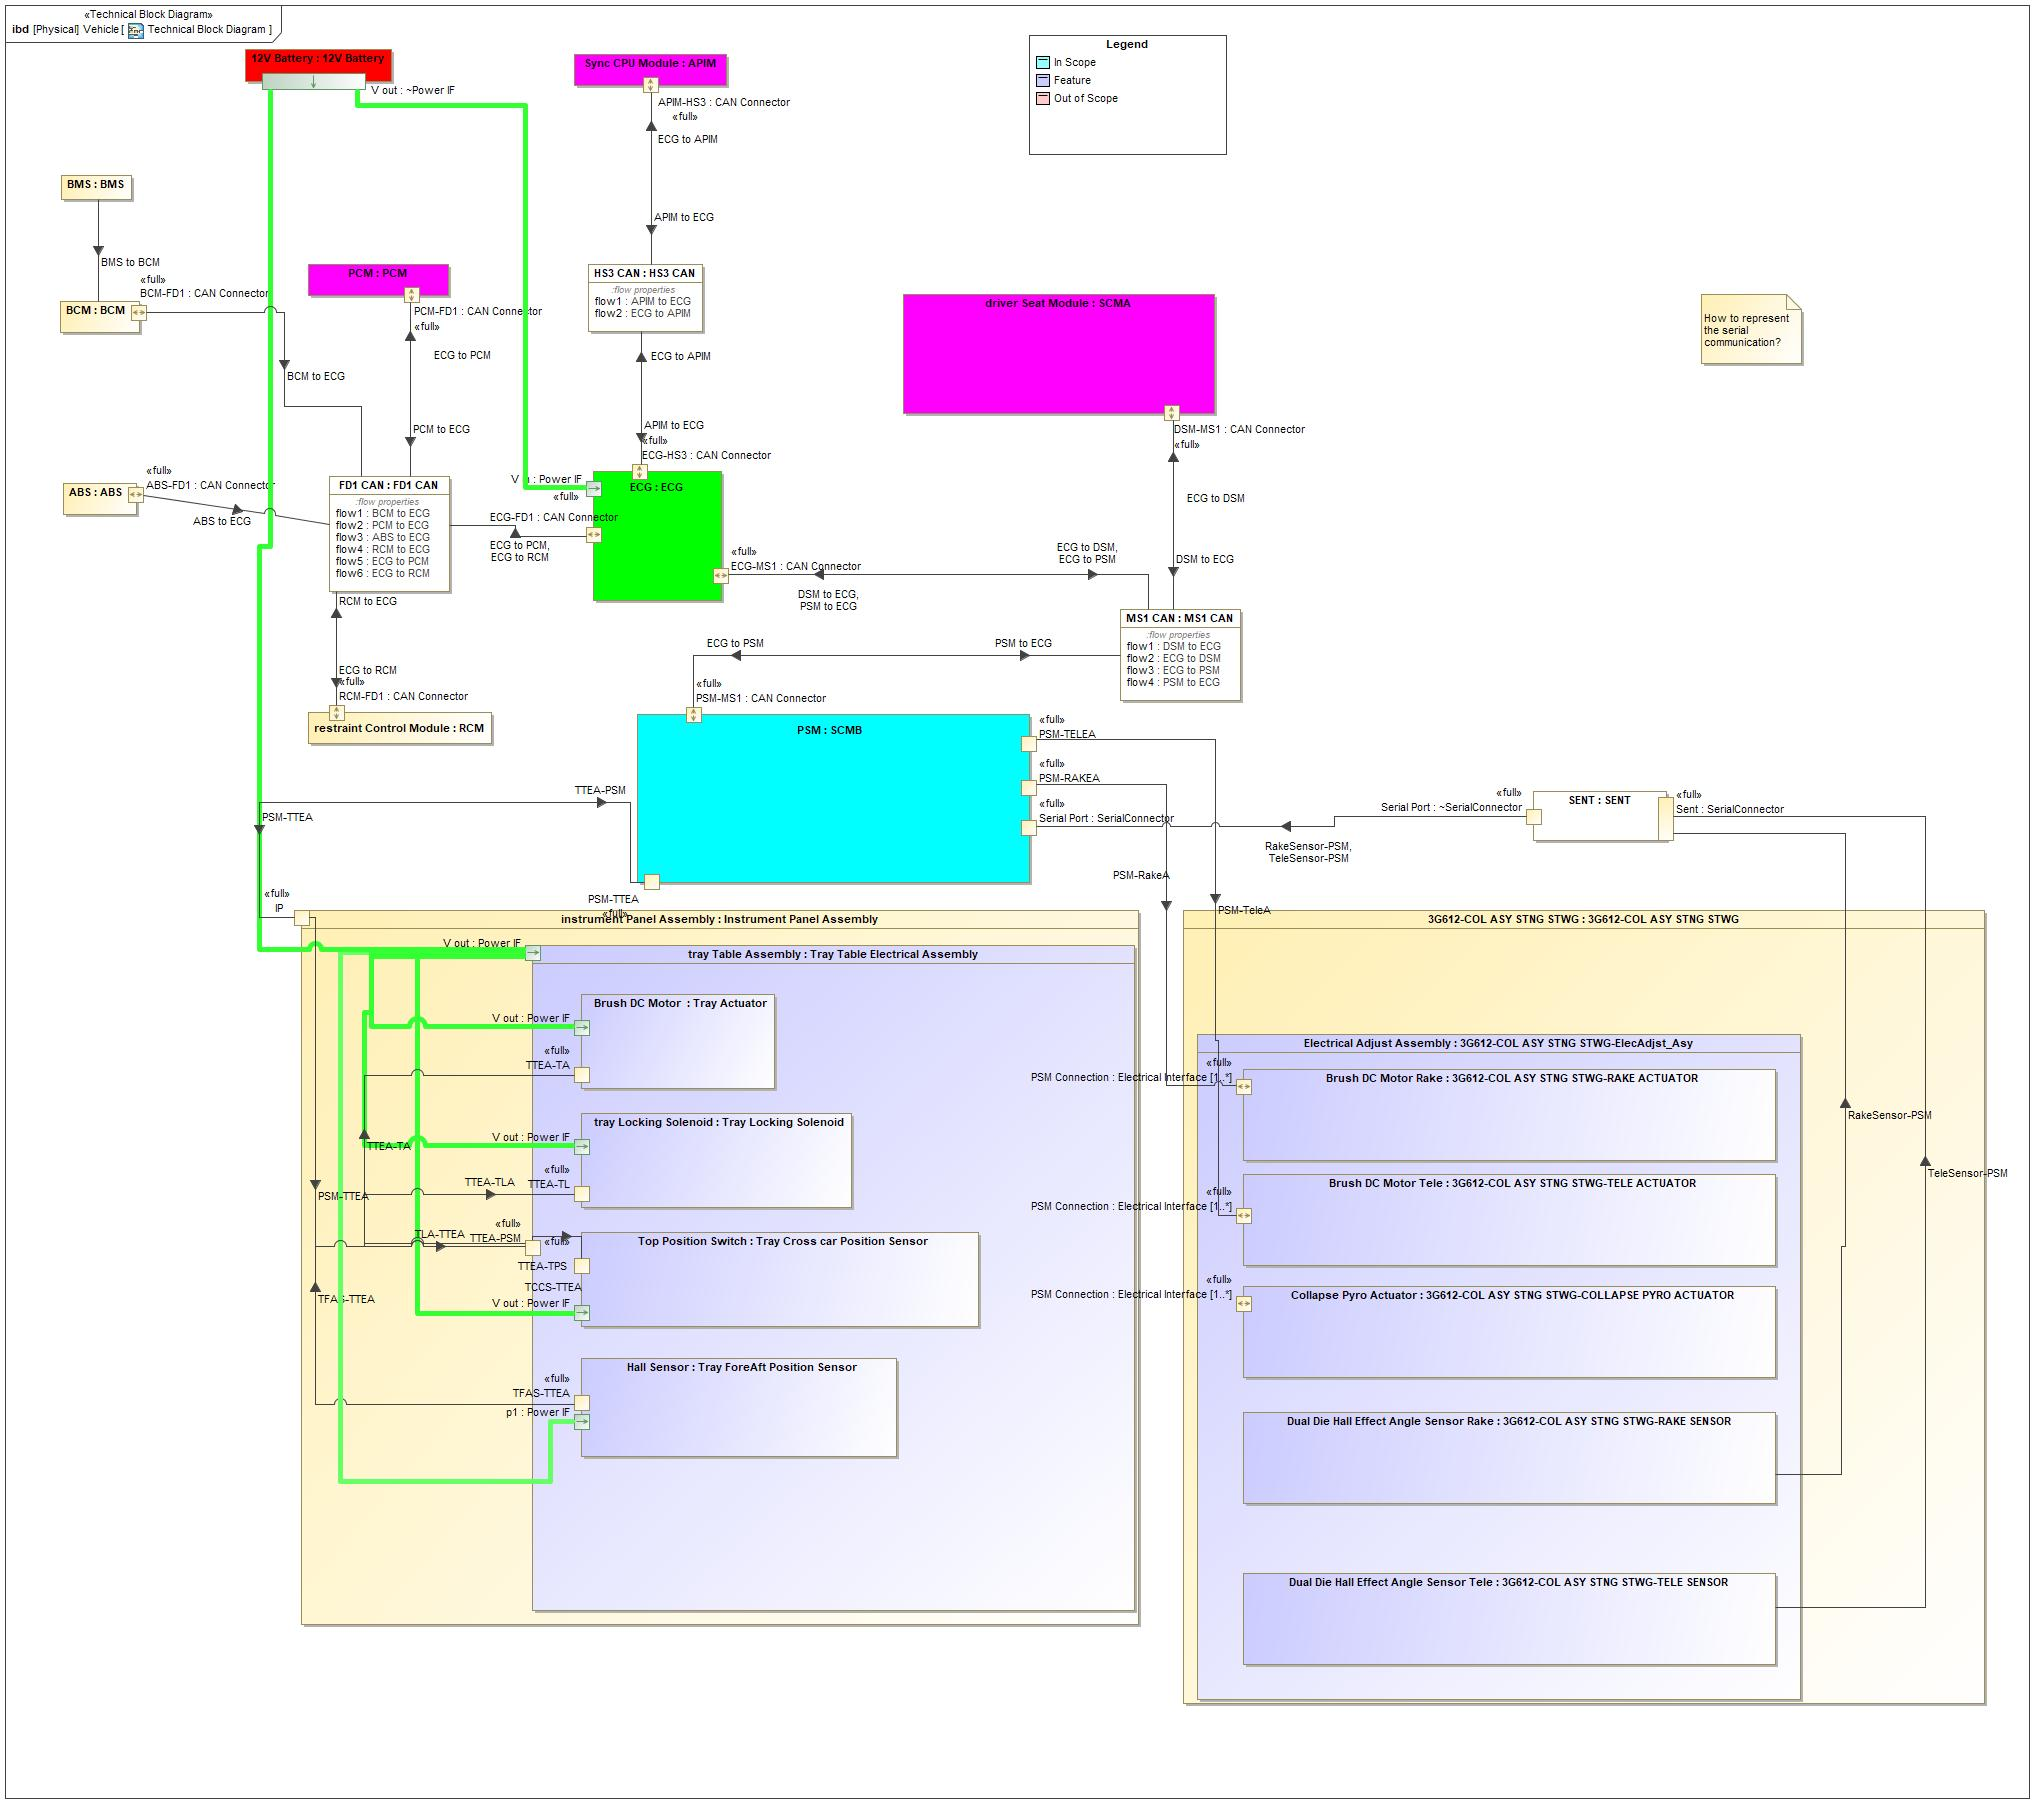 «Technical Block Diagram»
ibd [Physical] Vehicle [ Technical Block Diagram ]
12V Battery : 12V Battery
V out : ~Power IF
Sync CPU Module : APIM
APIM-HS3 : CAN Connector
«full»
ECG to APIM
APIM to ECG
Legend
In Scope
Feature
Out of Scope
BMS : BMS
BMS to BCM
«full»
BCM-FD1 : CAN Connector
BCM : BCM
BCM to ECG
PCM : PCM
PCM-FD1 : CAN Connector
«full»
ECG to PCM
PCM to ECG
HS3 CAN : HS3 CAN
:flow properties
flow1 : APIM to ECG
flow2 : ECG to APIM
ECG to APIM
APIM to ECG
«full»
ECG-HS3 : CAN Connector
driver Seat Module : SCMA
DSM-MS1 : CAN Connector
«full»
ECG to DSM
DSM to ECG
How to represent
the serial
communication?
«full»
ABS-FD1 : CAN Connector
ABS : ABS
ABS to ECG
FD1 CAN : FD1 CAN
:flow properties
flow1 : BCM to ECG
flow2 : PCM to ECG
flow3 : ABS to ECG
flow4 : RCM to ECG
flow5 : ECG to PCM
flow6 : ECG to RCM
V : Power IF
«full»
ECG : ECG
ECG-FD1 : CAN Connector
ECG to PCM,
ECG to RCM
«full»
ECG-MS1 : CAN Connector
DSM to ECG,
PSM to ECG
ECG to DSM,
ECG to PSM
RCM to ECG
ECG to RCM
«full»
RCM-FD1 : CAN Connector
restraint Control Module : RCM
MS1 CAN : MS1 CAN
:flow properties
flow1 : DSM to ECG
flow2 : ECG to DSM
flow3 : ECG to PSM
flow4 : PSM to ECG
ECG to PSM
PSM to ECG
«full»
PSM-MS1 : CAN Connector
PSM : SCMB
«full»
PSM-TELEA
«full»
PSM-RAKEA
«full»
Serial Port : SerialConnector
TTEA-PSM
PSM-TTEA
«full»
Serial Port : ~SerialConnector
SENT : SENT
«full»
Sent : SerialConnector
RakeSensor-PSM,
TeleSensor-PSM
PSM-RakeA
PSM-TeleA
«full»
IP
PSM-TTEA
«full»
instrument Panel Assembly : Instrument Panel Assembly
V out : Power IF
tray Table Assembly : Tray Table Electrical Assembly
Brush DC Motor : Tray Actuator
V out : Power IF
«full»
TTEA-TA
tray Locking Solenoid : Tray Locking Solenoid
V out : Power IF
TTEA-TA
«full»
TTEA-TL
TTEA-TLA
PSM-TTEA
«full»
TLA-TTEA
TTEA-PSM
«full»
Top Position Switch : Tray Cross car Position Sensor
TTEA-TPS
TCCS-TTEA
V out : Power IF
TFAS-TTEA
Hall Sensor : Tray ForeAft Position Sensor
«full»
TFAS-TTEA
p1 : Power IF
3G612-COL ASY STNG STWG : 3G612-COL ASY STNG STWG
Electrical Adjust Assembly : 3G612-COL ASY STNG STWG-ElecAdjst_Asy
«full»
PSM Connection : Electrical Interface [1..*]
Brush DC Motor Rake : 3G612-COL ASY STNG STWG-RAKE ACTUATOR
RakeSensor-PSM
TeleSensor-PSM
Brush DC Motor Tele : 3G612-COL ASY STNG STWG-TELE ACTUATOR
«full»
PSM Connection : Electrical Interface [1..*]
«full»
PSM Connection : Electrical Interface [1..*]
Collapse Pyro Actuator : 3G612-COL ASY STNG STWG-COLLAPSE PYRO ACTUATOR
Dual Die Hall Effect Angle Sensor Rake : 3G612-COL ASY STNG STWG-RAKE SENSOR
Dual Die Hall Effect Angle Sensor Tele : 3G612-COL ASY STNG STWG-TELE SENSOR